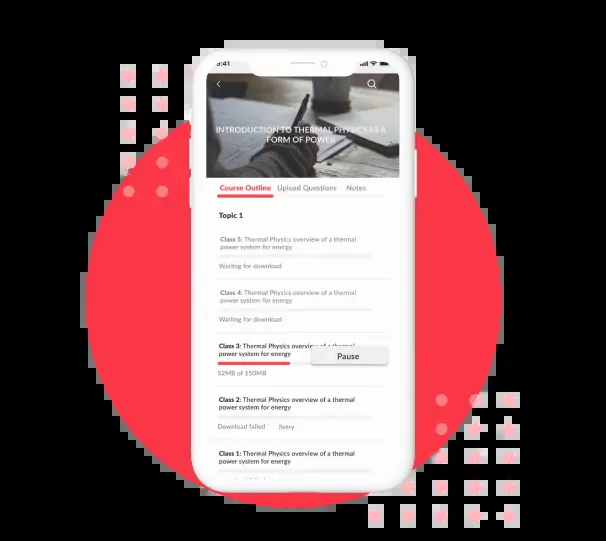 9:41
INTRODUCTION TO THERMAL PHYSICS AS A
FORM OF POWER
Course Outline Upload Questions Notes
Topic 1
Class 5: Thermal Physics overview of a thermal
power system for energy
Waiting for download
Class 4: Thermal Physics overview of a thermal
power system for energy
Waiting for download
Class 3: Thermal Physics overview of a thermal
power system for energy
Pause
52MB of 150MB
Class 2: Thermal Physics overview of a thermal
power system for energy
Download failed Retry
Class 1: Thermal Physics overview of a thermal
power system for energy